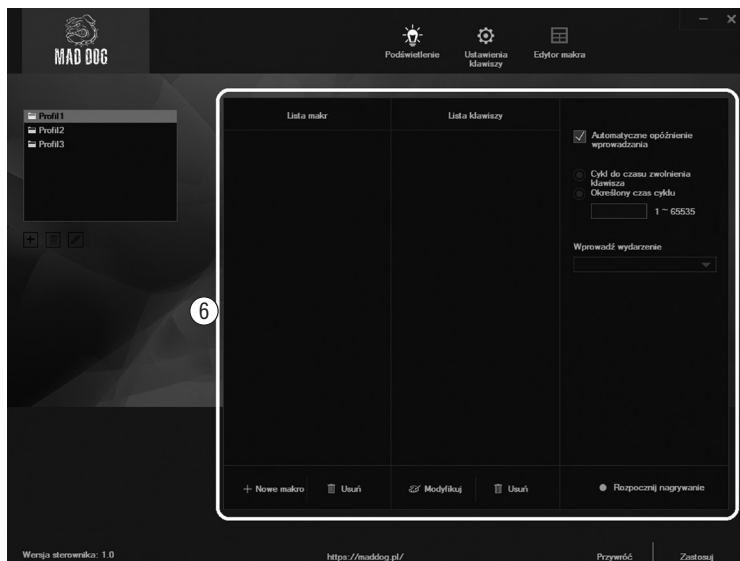 MAD DOG
Podświetlenie
Ustawienia
klawiszy
Edytor makra
Profil1
Profil2
Profil3
Lista makr
Lista klawiszy
Automatyczne opóźnienie
wprowadzania
Cykl do czasu zwolnienia
klawisza
Określony czas cyklu
1 ~ 65535
Wprowadź wydarzenie
6
Nowe makro
Usuń
Modyfikuj
Usuń
Rozpocznij nagrywanie
Wersja sterownika: 1.0
https://maddog.pl/
Przywróć
Zastosuj